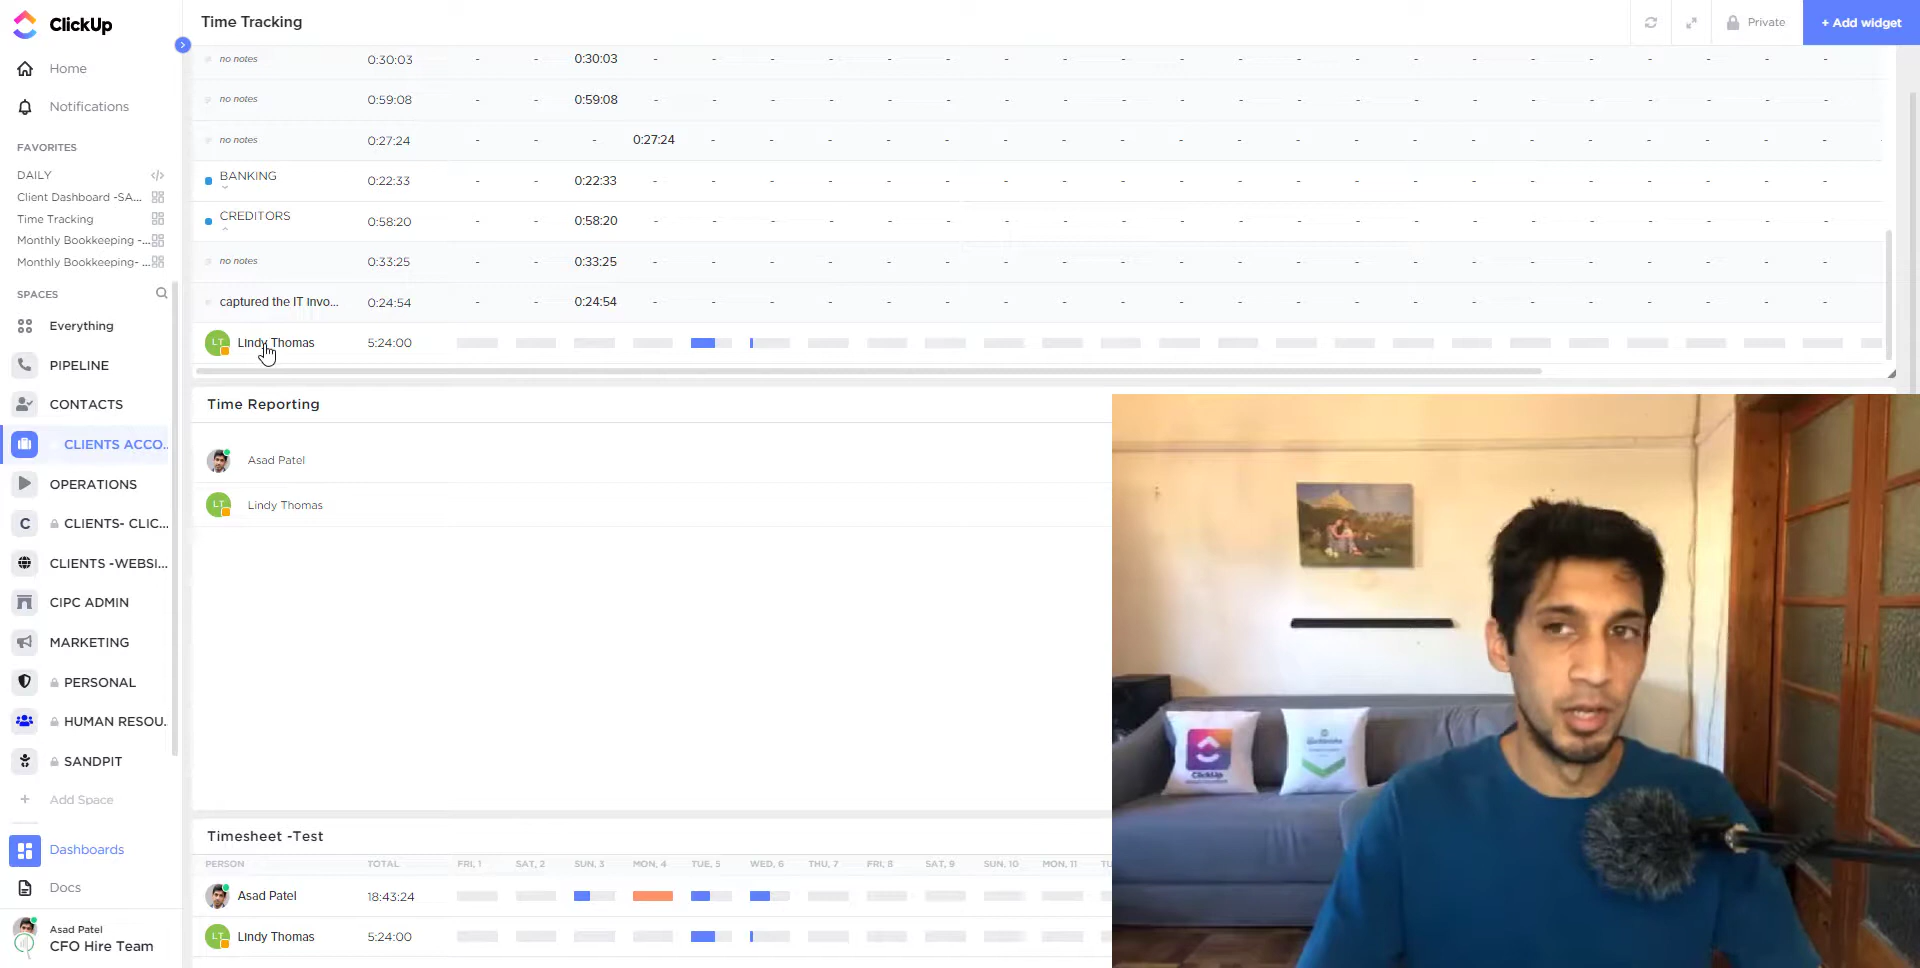 ClickUp
Time Tracking
Private
+ Add widget
Home
Notifications
FAVORITES
DAILY
Client Dashboard -SA...
Time Tracking
Monthly Bookkeeping -...
Monthly Bookkeeping- ...
SPACES
Everything
PIPELINE
CONTACTS
CLIENTS ACCO...
OPERATIONS
C CLIENTS- CLIC...
CLIENTS -WEBSI...
CIPC ADMIN
MARKETING
PERSONAL
HUMAN RESOU...
SANDPIT
+ Add Space
Dashboards
Docs
Asad Patel
CFO Hire Team
no notes 0:30:03 - - 0:30:03 - - - - - - - - - - - - - - - - - - - - -
no notes 0:59:08 - - 0:59:08 - - - - - - - - - - - - - - - - - - - - -
no notes 0:27:24 - - - 0:27:24 - - - - - - - - - - - - - - - - - - - -
BANKING 0:22:33 - - 0:22:33 - - - - - - - - - - - - - - - - - - - - -
CREDITORS 0:58:20 - - 0:58:20 - - - - - - - - - - - - - - - - - - - - -
no notes 0:33:25 - - 0:33:25 - - - - - - - - - - - - - - - - - - - - -
captured the IT Invo... 0:24:54 - - 0:24:54 - - - - - - - - - - - - - - - - - - - - -
LT Lindy Thomas 5:24:00
Time Reporting
Asad Patel
LT Lindy Thomas
Timesheet -Test
PERSON TOTAL FRI, 1 SAT, 2 SUN, 3 MON, 4 TUE, 5 WED, 6 THU, 7 FRI, 8 SAT, 9 SUN, 10 MON, 11 TU
Asad Patel 18:43:24
LT Lindy Thomas 5:24:00
ClickUp